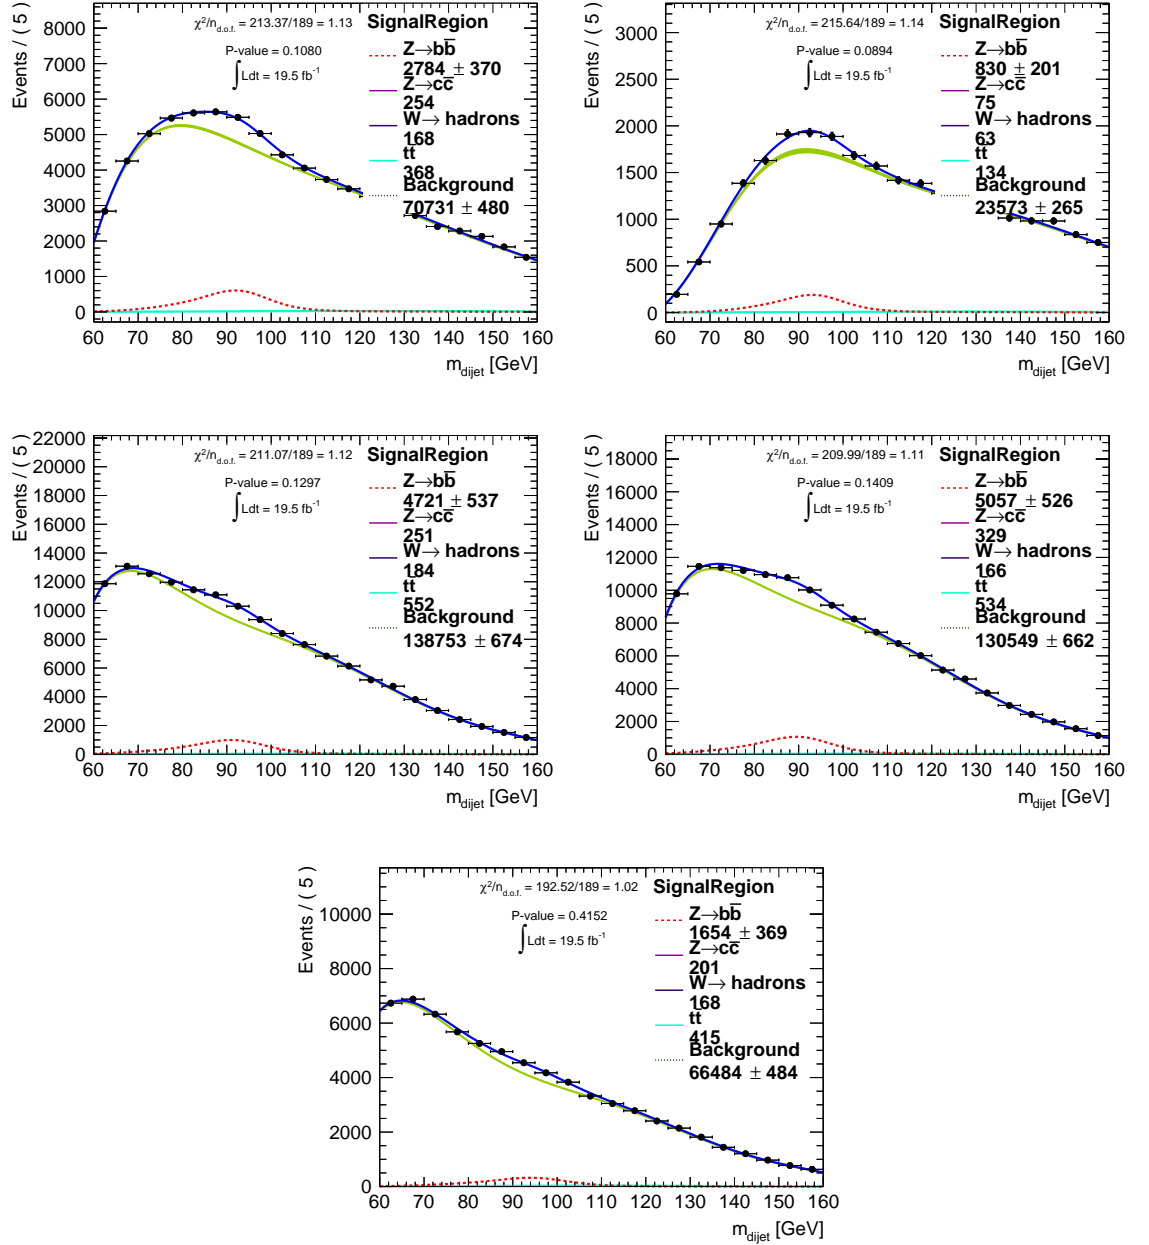 Events / ( 5 )
χ²/n_d.o.f. = 213.37/189 = 1.13
P-value = 0.1080
∫Ldt = 19.5 fb⁻¹
SignalRegion
Z→bb̅
2784 ± 370
Z→cc̅
254
W→ hadrons
168
tt̅
368
Background
70731 ± 480
8000
7000
6000
5000
4000
3000
2000
1000
0
60 70 80 90 100 110 120 130 140 150 160
m_dijet [GeV]
Events / ( 5 )
χ²/n_d.o.f. = 215.64/189 = 1.14
P-value = 0.0894
∫Ldt = 19.5 fb⁻¹
SignalRegion
Z→bb̅
830 ± 201
Z→cc̅
75
W→ hadrons
63
tt̅
134
Background
23573 ± 265
3000
2500
2000
1500
1000
500
0
60 70 80 90 100 110 120 130 140 150 160
m_dijet [GeV]
Events / ( 5 )
χ²/n_d.o.f. = 211.07/189 = 1.12
P-value = 0.1297
∫Ldt = 19.5 fb⁻¹
SignalRegion
Z→bb̅
4721 ± 537
Z→cc̅
251
W→ hadrons
184
tt̅
552
Background
138753 ± 674
22000
20000
18000
16000
14000
12000
10000
8000
6000
4000
2000
0
60 70 80 90 100 110 120 130 140 150 160
m_dijet [GeV]
Events / ( 5 )
χ²/n_d.o.f. = 209.99/189 = 1.11
P-value = 0.1409
∫Ldt = 19.5 fb⁻¹
SignalRegion
Z→bb̅
5057 ± 526
Z→cc̅
329
W→ hadrons
166
tt̅
534
Background
130549 ± 662
18000
16000
14000
12000
10000
8000
6000
4000
2000
0
60 70 80 90 100 110 120 130 140 150 160
m_dijet [GeV]
Events / ( 5 )
χ²/n_d.o.f. = 192.52/189 = 1.02
P-value = 0.4152
∫Ldt = 19.5 fb⁻¹
SignalRegion
Z→bb̅
1654 ± 369
Z→cc̅
201
W→ hadrons
168
tt̅
415
Background
66484 ± 484
10000
8000
6000
4000
2000
0
60 70 80 90 100 110 120 130 140 150 160
m_dijet [GeV]